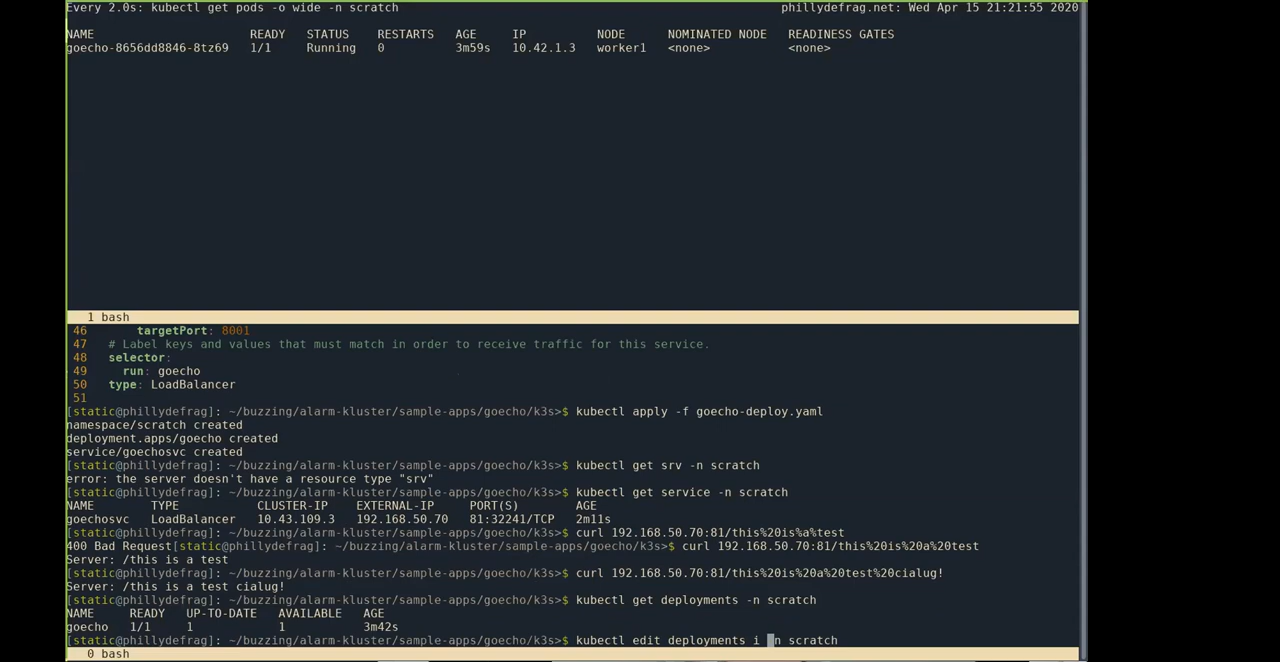 Every 2.0s: kubectl get pods -o wide -n scratch phillydefrag.net: Wed Apr 15 21:21:55 2020
NAME READY STATUS RESTARTS AGE IP NODE NOMINATED NODE READINESS GATES
goecho-8656dd8846-8tz69 1/1 Running 0 3m59s 10.42.1.3 worker1 <none> <none>
1 bash
46 targetPort: 8001
47 # Label keys and values that must match in order to receive traffic for this service.
48 selector:
49 run: goecho
50 type: LoadBalancer
51
[static@phillydefrag]: ~/buzzing/alarm-kluster/sample-apps/goecho/k3s>$ kubectl apply -f goecho-deploy.yaml
namespace/scratch created
deployment.apps/goecho created
service/goechosvc created
[static@phillydefrag]: ~/buzzing/alarm-kluster/sample-apps/goecho/k3s>$ kubectl get srv -n scratch
error: the server doesn't have a resource type "srv"
[static@phillydefrag]: ~/buzzing/alarm-kluster/sample-apps/goecho/k3s>$ kubectl get service -n scratch
NAME TYPE CLUSTER-IP EXTERNAL-IP PORT(S) AGE
goechosvc LoadBalancer 10.43.109.3 192.168.50.70 81:32241/TCP 2m11s
[static@phillydefrag]: ~/buzzing/alarm-kluster/sample-apps/goecho/k3s>$ curl 192.168.50.70:81/this%20is%a%test
400 Bad Request[static@phillydefrag]: ~/buzzing/alarm-kluster/sample-apps/goecho/k3s>$ curl 192.168.50.70:81/this%20is%20a%20test
Server: /this is a test
[static@phillydefrag]: ~/buzzing/alarm-kluster/sample-apps/goecho/k3s>$ curl 192.168.50.70:81/this%20is%20a%20test%20cialug!
Server: /this is a test cialug!
[static@phillydefrag]: ~/buzzing/alarm-kluster/sample-apps/goecho/k3s>$ kubectl get deployments -n scratch
NAME READY UP-TO-DATE AVAILABLE AGE
goecho 1/1 1 1 3m42s
[static@phillydefrag]: ~/buzzing/alarm-kluster/sample-apps/goecho/k3s>$ kubectl edit deployments i n scratch
0 bash